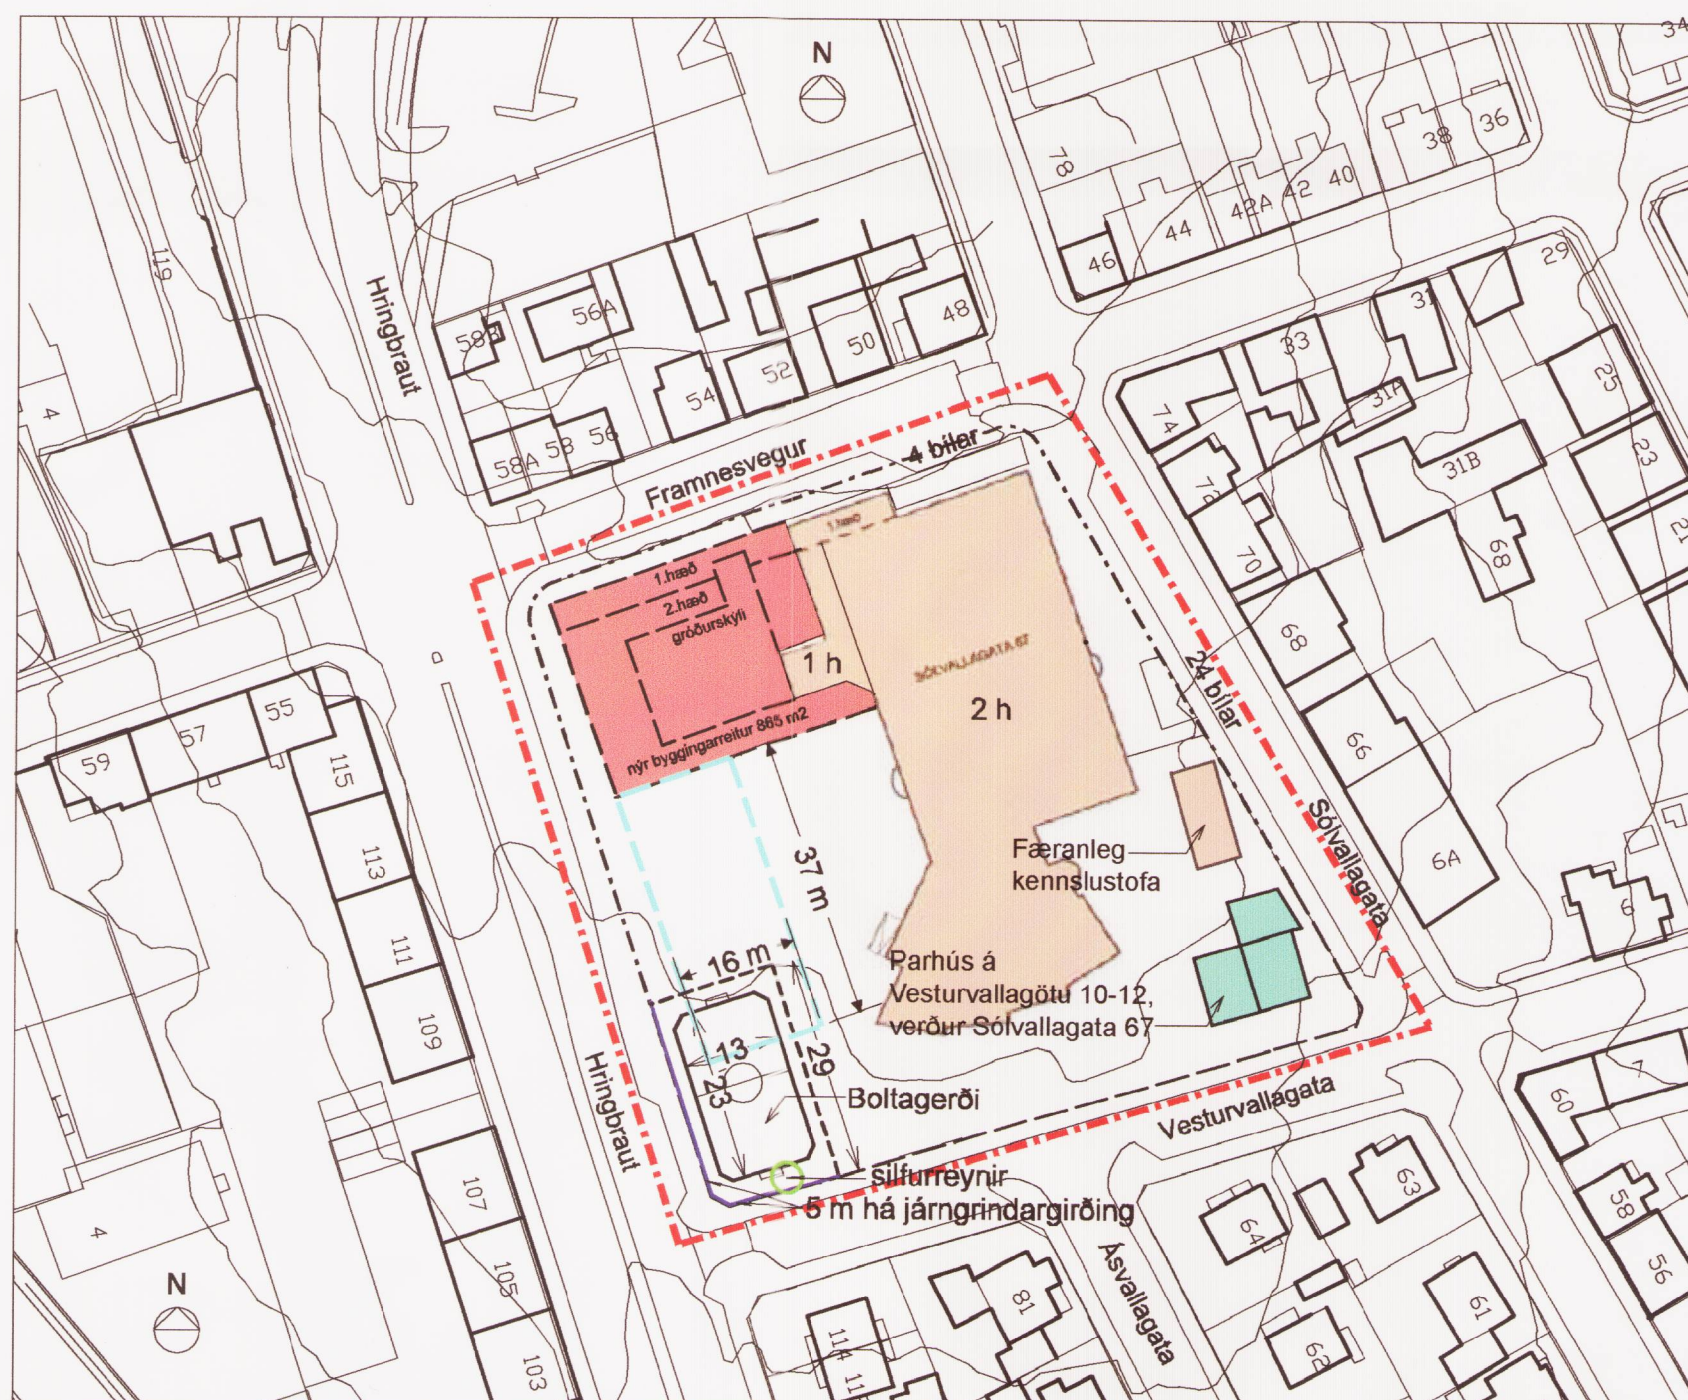 N
34
78
36
38
40
42
42A
44
46
119
Hringbraut
58B
56A
48
50
52
54
56
58
58A
4
29
31
33
31A
25
74
72
70
31B
23
21
68
68
Framnesvegur
4 bílar
1.hæð
1.hæð
2.hæð
gróðurskýli
1 h
SÓLVALLAGATA 67
2 h
24 bílar
nýr byggingarreitur 865 m2
55
57
59
115
113
111
109
66
6A
Sólvallagata
37 m
Færanleg
kennslustofa
16 m
Parhús á
Vesturvallagötu 10-12,
verður Sólvallagata 67
13
23
29
Boltagerði
Hringbraut
Vesturvallagata
silfurreynir
5 m há járngrindargirðing
60
7
107
105
103
4
N
63
64
81
58
56
61
62
114
Ásvallagata